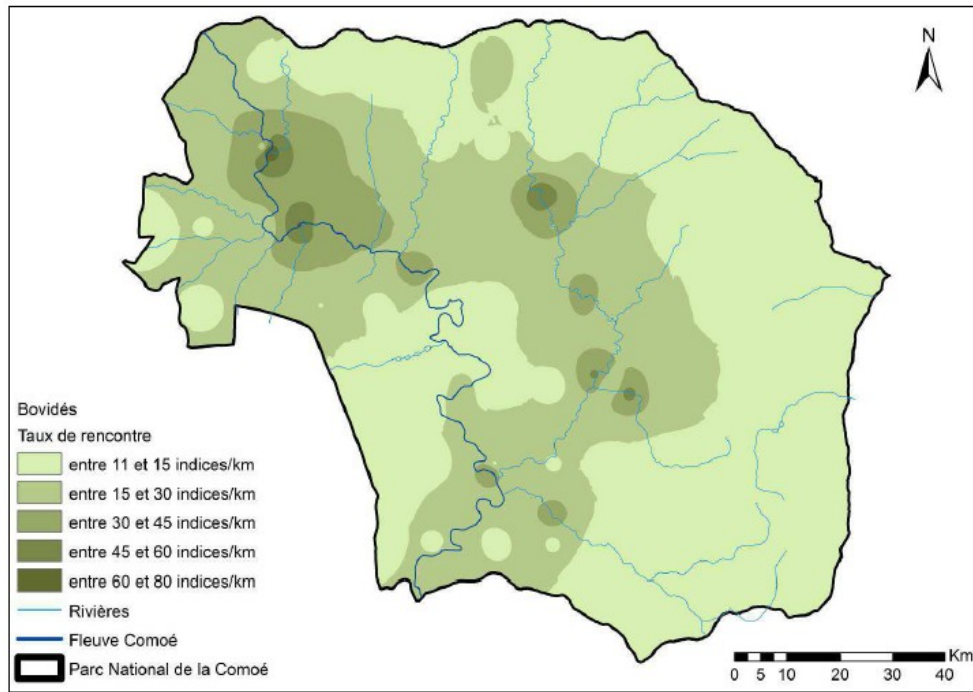 N
Bovidés
Taux de rencontre
entre 11 et 15 indices/km
entre 15 et 30 indices/km
entre 30 et 45 indices/km
entre 45 et 60 indices/km
entre 60 et 80 indices/km
Rivières
Fleuve Comoé
Parc National de la Comoé
Km
0 5 10 20 30 40